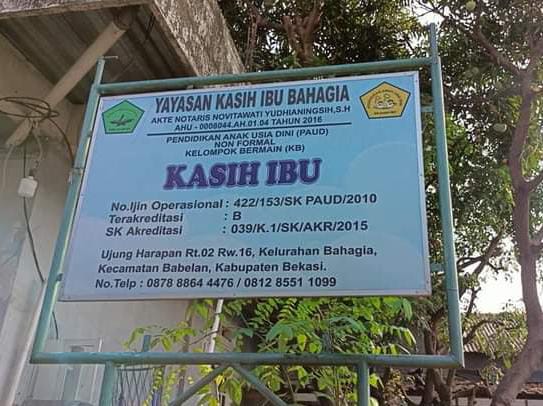 YAYASAN KASIH IBU BAHAGIA
AKTE NOTARIS NOVITAWATI YUDHIANINGSIH,S.H
AHU - 0006044.AH.01.04 TAHUN 2016
PENDIDIKAN ANAK USIA DINI (PAUD)
NON FORMAL
KELOMPOK BERMAIN (KB)
KASIH IBU
No.Ijin Operasional : 422/153/SK PAUD/2010
Terakreditasi : B
SK Akreditasi : 039/K.1/SK/AKR/2015
Ujung Harapan Rt.02 Rw.16, Kelurahan Bahagia,
Kecamatan Babelan, Kabupaten Bekasi.
No.Telp : 0878 8864 4476 / 0812 8551 1099